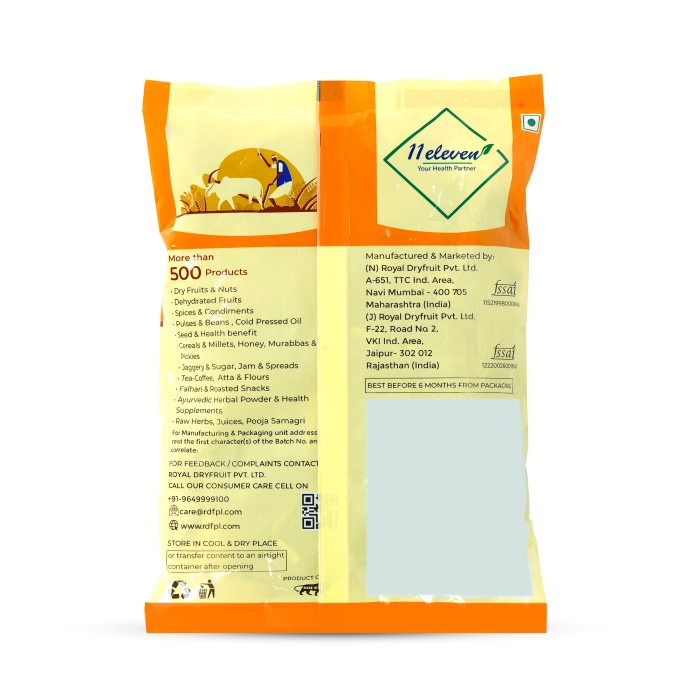 11 eleven
Your Health Partner
More than
500 Products
• Dry Fruits & Nuts
• Dehydrated Fruits
• Spices & Condiments
• Pulses & Beans , Cold Pressed Oil
• Seed & Health benefit
• Cereals & Millets, Honey, Murabbas &
Pickles
• Jaggery & Sugar, Jam & Spreads
• Tea-Coffee, Atta & Flours
• Falhari & Roasted Snacks
• Ayurvedic Herbal Powder & Health
Supplements
• Raw Herbs, Juices, Pooja Samagri
For Manufacturing & Packaging unit address
read the first character(s) of the Batch No. an
correlate:
FOR FEEDBACK / COMPLAINTS CONTACT
ROYAL DRYFRUIT PVT. LTD.
CALL OUR CONSUMER CARE CELL ON
+91-9649999100
care@rdfpl.com
www.rdfpl.com
STORE IN COOL & DRY PLACE
or transfer content to an airtight
container after opening
PRODUCT O
Manufactured & Marketed by:
(N) Royal Dryfruit Pvt. Ltd.
A-651, TTC Ind. Area,
Navi Mumbai - 400 705
Maharashtra (India)
fssai
(J) Royal Dryfruit Pvt. Ltd.
F-22, Road No. 2,
VKI Ind. Area,
Jaipur- 302 012
Rajasthan (India)
fssai
BEST BEFORE 6 MONTHS FROM PACKAGING